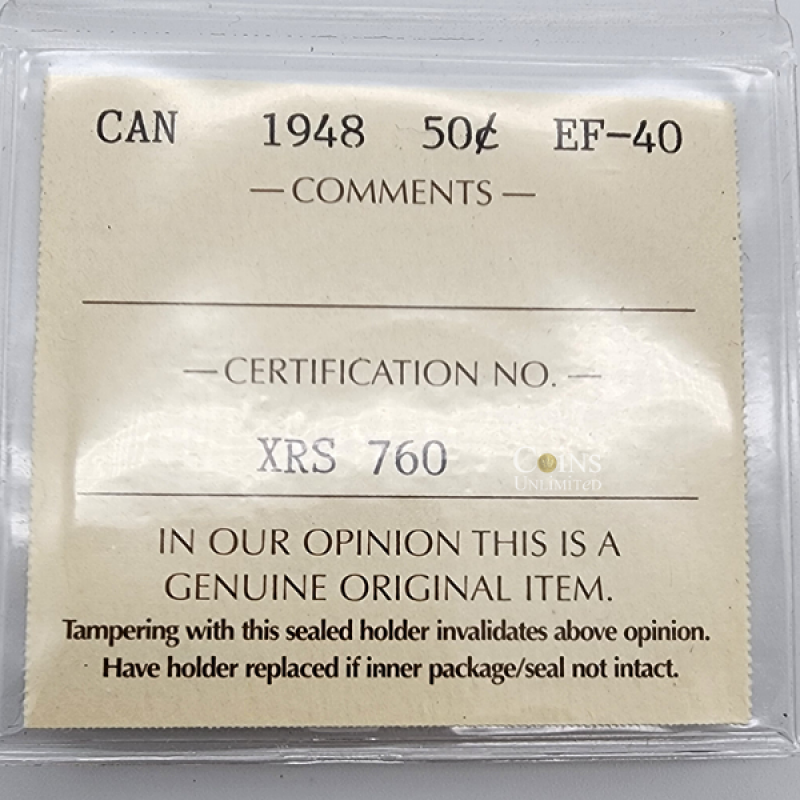 CAN 1948 50¢ EF-40
— COMMENTS —
— CERTIFICATION NO. —
XRS 760
COINS
UNLIMITED
IN OUR OPINION THIS IS A
GENUINE ORIGINAL ITEM.
Tampering with this sealed holder invalidates above opinion.
Have holder replaced if inner package/seal not intact.